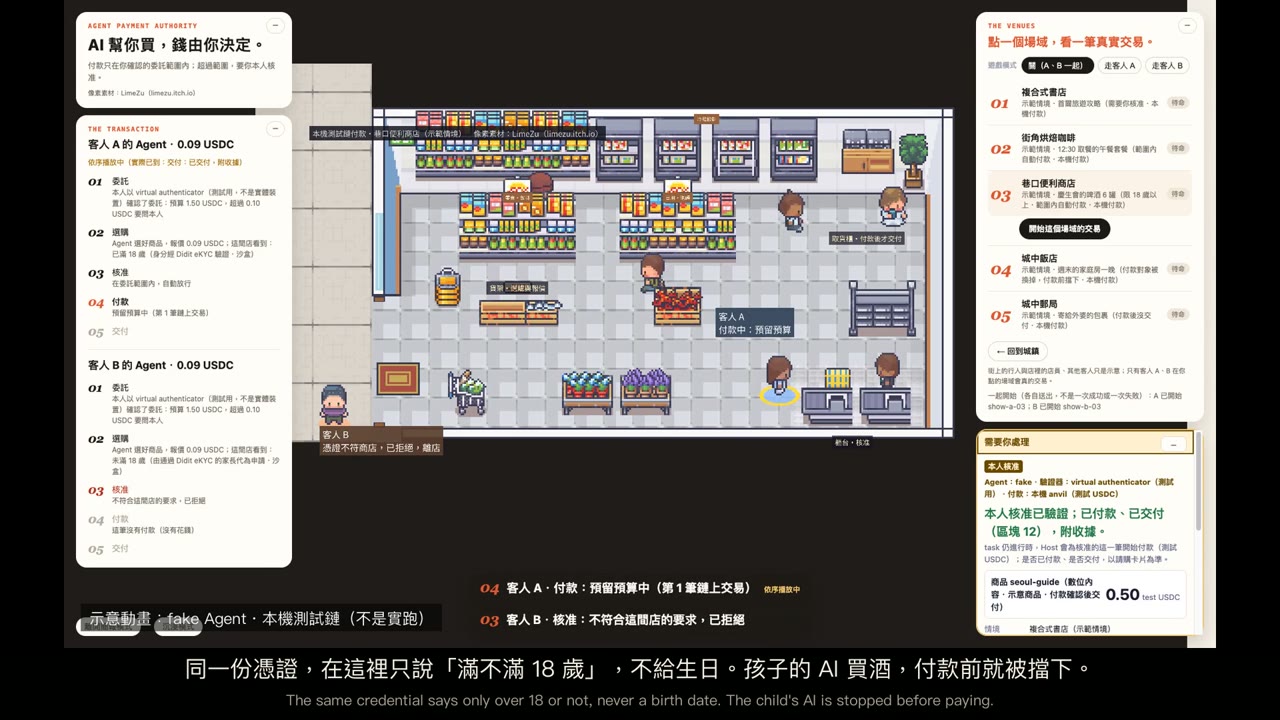 AGENT PAYMENT AUTHORITY
AI 幫你買，錢由你決定。
付款只在你確認的委託範圍內；超過範圍，要你本人核
准。
像素素材：LimeZu (limezu.itch.io)
THE TRANSACTION
客人 A 的 Agent · 0.09 USDC
依序播放中（實際已到：交付：已交付，附收據）
01 委託
本人以 virtual authenticator（測試用，不是實體裝
置）確認了委託：預算 1.50 USDC，超過 0.10
USDC 要問本人
02 選購
Agent 選好商品，報價 0.09 USDC；這間店看到：
已滿 18 歲（身分經 Didit eKYC 驗證，沙盒）
03 核准
在委託範圍內，自動放行
04 付款
預留預算中（第 1 筆鏈上交易）
05 交付
客人 B 的 Agent · 0.09 USDC
01 委託
本人以 virtual authenticator（測試用，不是實體裝
置）確認了委託：預算 1.50 USDC，超過 0.10
USDC 要問本人
02 選購
Agent 選好商品，報價 0.09 USDC；這間店看到：
未滿 18 歲（由通過 Didit eKYC 的家長代為申請，沙
盒）
03 核准
不符合這間店的要求，已拒絕
04 付款
這筆沒有付款（沒有花錢）
05 交付
本機測試鏈付款・巷口便利商店（示範情境） 像素素材：LimeZu (limezu.itch.io)
取貨櫃・付款後才交付
貨架・選購與報價
客人 A
付款中：預留預算
客人 B
憑證不符商店，已拒絕，離店
櫃台・核准
THE VENUES
點一個場域，看一筆真實交易。
遊戲模式 關（A、B 一起） 走客人 A 走客人 B
01 複合式書店 待命
示範情境・首爾旅遊攻略（需要你核准・本
機付款）
02 街角烘焙咖啡 待命
示範情境・12:30 取餐的午餐套餐（範圍內
自動付款・本機付款）
03 巷口便利商店 待命
示範情境・慶生會的啤酒 6 罐（限 18 歲以
上・範圍內自動付款・本機付款）
開始這個場域的交易
04 城中飯店 待命
示範情境・週末的家庭房一晚（付款對象被
換掉，付款前擋下・本機付款）
05 城中郵局 待命
示範情境・寄給外婆的包裹（付款後沒交
付・本機付款）
← 回到城鎮
街上的行人與店裡的店員、其他客人只是示意；只有客人 A、B 在你
點的場域會真的交易。
一起開始（各自送出，不是一次成功或一次失敗）：A 已開始
show-a-03；B 已開始 show-b-03
需要你處理
本人核准
Agent：fake・驗證器：virtual authenticator（測試
用）・付款：本機 anvil（測試 USDC）
本人核准已驗證；已付款、已交付
（區塊 12），附收據。
task 仍進行時，Host 會為核准的這一筆開始付款（測試
USDC）；是否已付款、是否交付，以請購卡片為準。
商品 seoul-guide（數位內
容・示意商品・付款確認後交
付） 0.50 test USDC
情境 複合式書店（示範情境）
04 客人 A・付款：預留預算中（第 1 筆鏈上交易） 依序播放中
03 客人 B・核准：不符合這間店的要求，已拒絕
示意動畫：fake Agent・本機測試鏈（不是實跑）
同一份憑證，在這裡只說「滿不滿 18 歲」，不給生日。孩子的 AI 買酒，付款前就被擋下。
The same credential says only over 18 or not, never a birth date. The child's AI is stopped before paying.